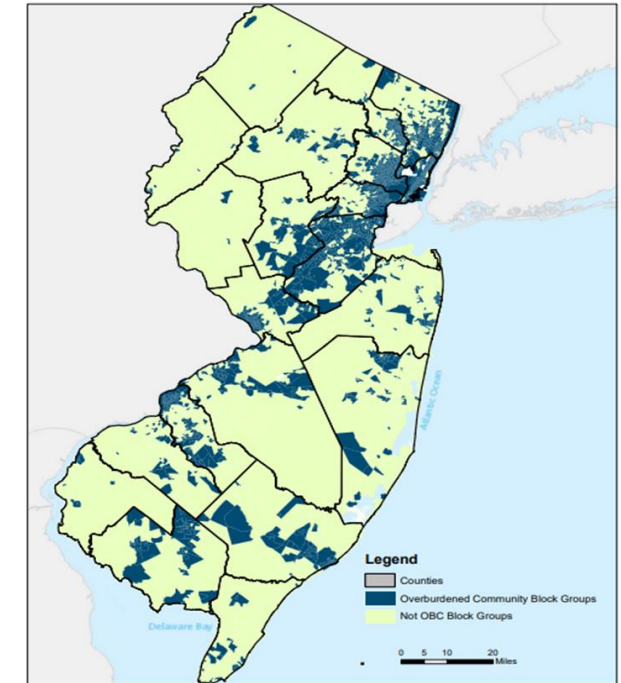 Atlantic Ocean
Legend
Counties
Overburdened Community Block Groups
Not OBC Block Groups
Delaware Bay
0 5 10 20
Miles